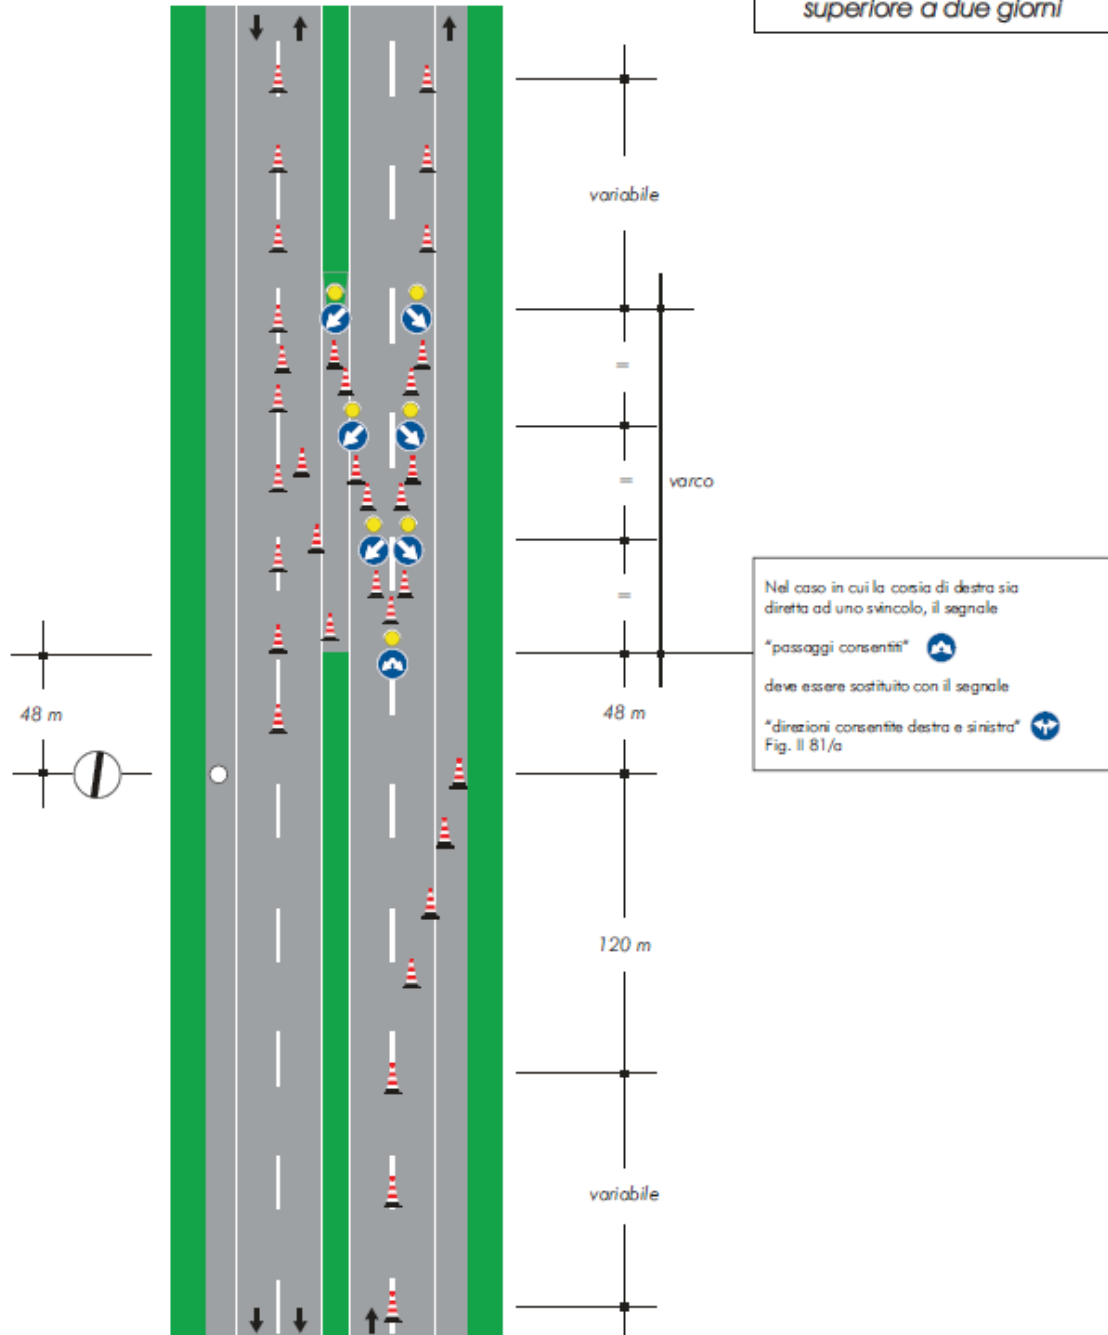 superiore a due giorni
variabile
=
=
varco
=
Nel caso in cui la corsia di destra sia
diretta ad uno svincolo, il segnale
"passaggi consentiti"
deve essere sostituito con il segnale
"direzioni consentite destra e sinistra"
Fig. II 81/a
48 m
48 m
120 m
variabile